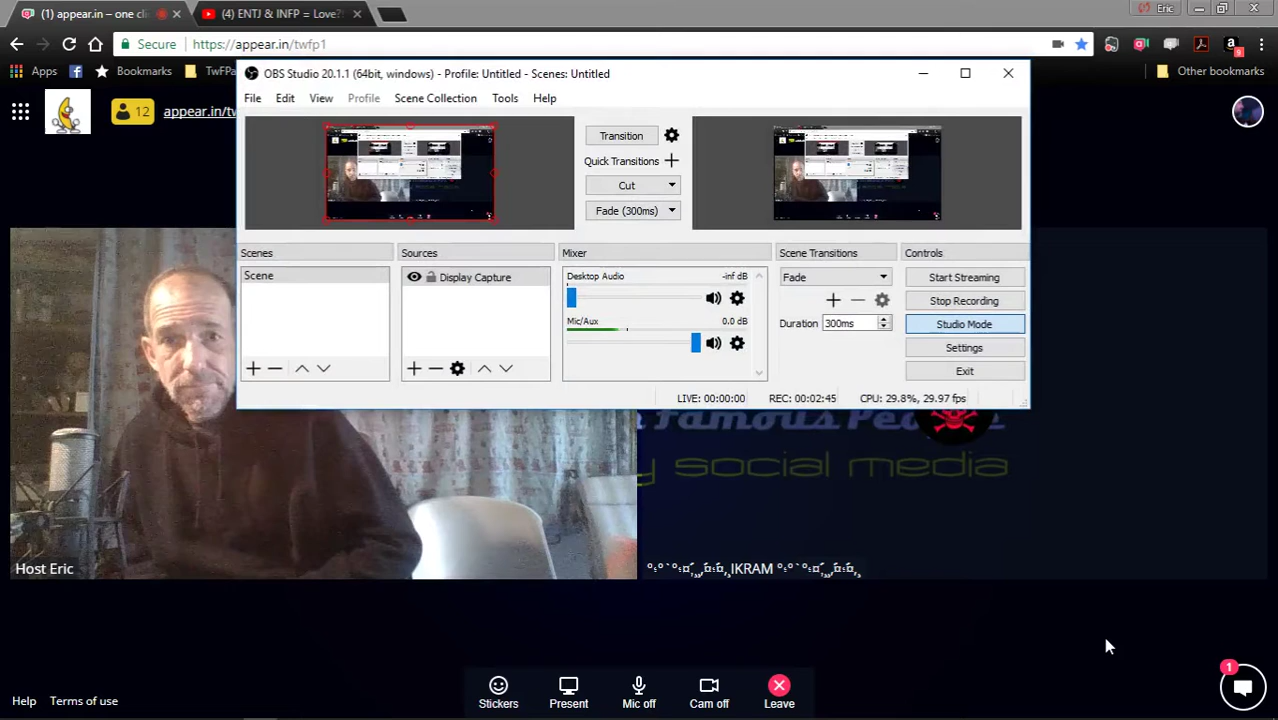 (1) appear.in – one cli
(4) ENTJ & INFP = Love?
Eric
Secure
https://appear.in/twfp1
9
Apps
Bookmarks
TwFPa
Other bookmarks
OBS Studio 20.1.1 (64bit, windows) - Profile: Untitled - Scenes: Untitled
File Edit View Profile Scene Collection Tools Help
12
appear.in/tw
Transition
Quick Transitions
Cut
Fade (300ms)
Scenes
Sources
Mixer
Scene Transitions
Controls
Scene
Display Capture
Desktop Audio -inf dB
Mic/Aux 0.0 dB
Fade
Duration 300ms
Start Streaming
Stop Recording
Studio Mode
Settings
Exit
LIVE: 00:00:00
REC: 00:02:45
CPU: 29.8%, 29.97 fps
Famous Pe
y social media
Host Eric
IKRAM
1
Help
Terms of use
Stickers
Present
Mic off
Cam off
Leave